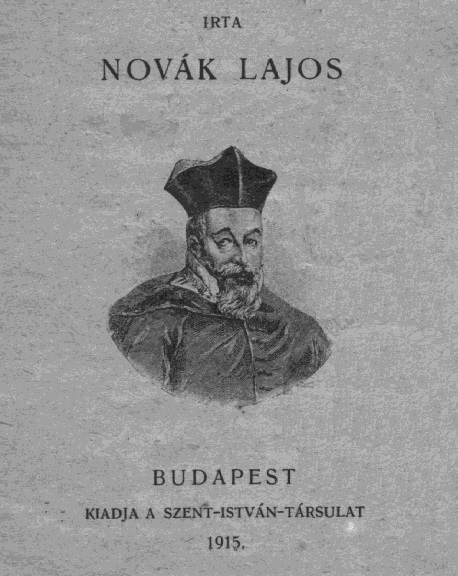 IRTA
NOVÁK LAJOS
BUDAPEST
KIADJA A SZENT-ISTVÁN-TÁRSULAT
1915.